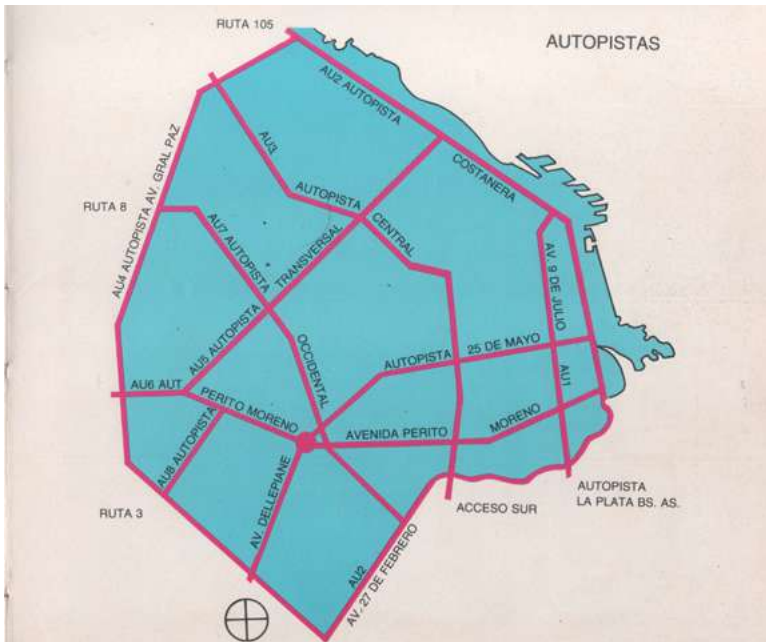 RUTA 105
AUTOPISTAS
AU2 AUTOPISTA
COSTANERA
AU3
AUTOPISTA
CENTRAL
AU4 AUTOPISTA AV. GRAL PAZ
RUTA 8
AU7 AUTOPISTA
OCCIDENTAL
AU5 AUTOPISTA
TRANSVERSAL
AV. 9 DE JULIO
AU1
AUTOPISTA
25 DE MAYO
AU6 AUT
PERITO MORENO
AVENIDA PERITO
MORENO
AU8 AUTOPISTA
AV. DELLEPIANE
RUTA 3
ACCESO SUR
AUTOPISTA
LA PLATA BS. AS.
AU2
AV. 27 DE FEBRERO